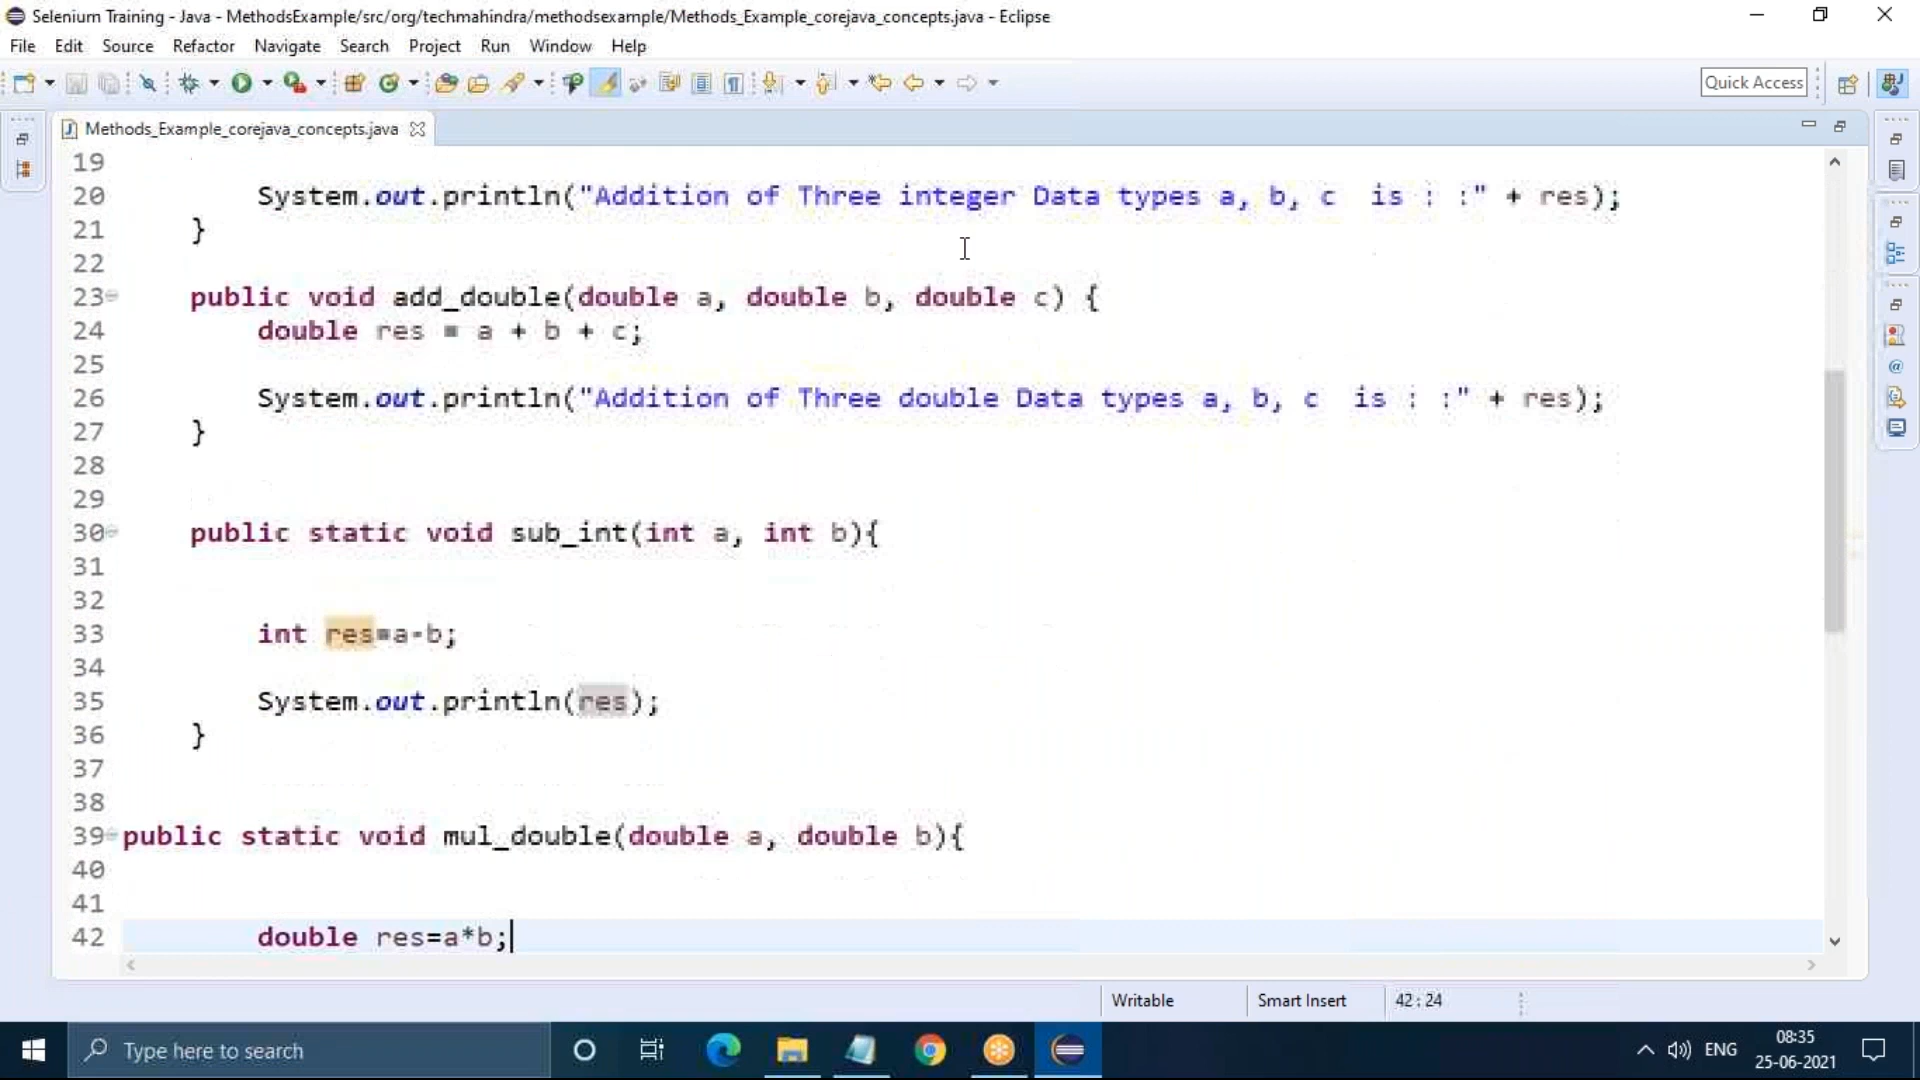 Selenium Training - Java - MethodsExample/src/org/techmahindra/methodsexample/Methods_Example_corejava_concepts.java - Eclipse
File Edit Source Refactor Navigate Search Project Run Window Help
Quick Access
Methods_Example_corejava_concepts.java
19
20 System.out.println("Addition of Three integer Data types a, b, c  is : :" + res);
21 }
22
23 public void add_double(double a, double b, double c) {
24 double res = a + b + c;
25
26 System.out.println("Addition of Three double Data types a, b, c  is : :" + res);
27 }
28
29
30 public static void sub_int(int a, int b){
31
32
33 int res=a-b;
34
35 System.out.println(res);
36 }
37
38
39 public static void mul_double(double a, double b){
40
41
42 double res=a*b;
Writable Smart Insert 42 : 24
Type here to search
ENG
08:35
25-06-2021